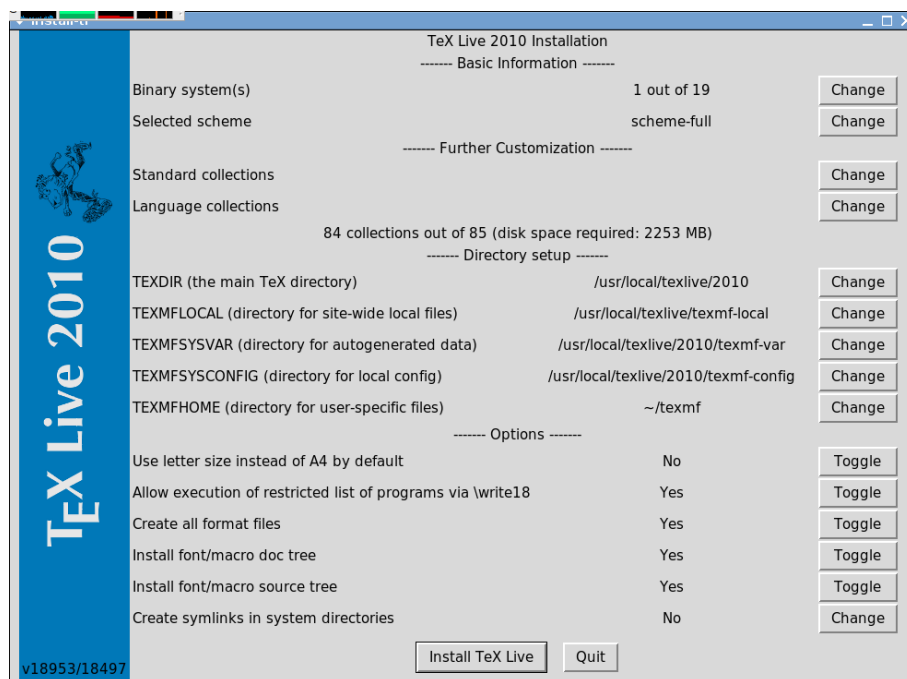 install-tl
TeX Live 2010 Installation
------- Basic Information -------
Binary system(s) 1 out of 19 Change
Selected scheme scheme-full Change
------- Further Customization -------
Standard collections Change
Language collections Change
84 collections out of 85 (disk space required: 2253 MB)
------- Directory setup -------
TEXDIR (the main TeX directory) /usr/local/texlive/2010 Change
TEXMFLOCAL (directory for site-wide local files) /usr/local/texlive/texmf-local Change
TEXMFSYSVAR (directory for autogenerated data) /usr/local/texlive/2010/texmf-var Change
TEXMFSYSCONFIG (directory for local config) /usr/local/texlive/2010/texmf-config Change
TEXMFHOME (directory for user-specific files) ~/texmf Change
------- Options -------
Use letter size instead of A4 by default No Toggle
Allow execution of restricted list of programs via \write18 Yes Toggle
Create all format files Yes Toggle
Install font/macro doc tree Yes Toggle
Install font/macro source tree Yes Toggle
Create symlinks in system directories No Change
Install TeX Live Quit
TEX Live 2010
v18953/18497